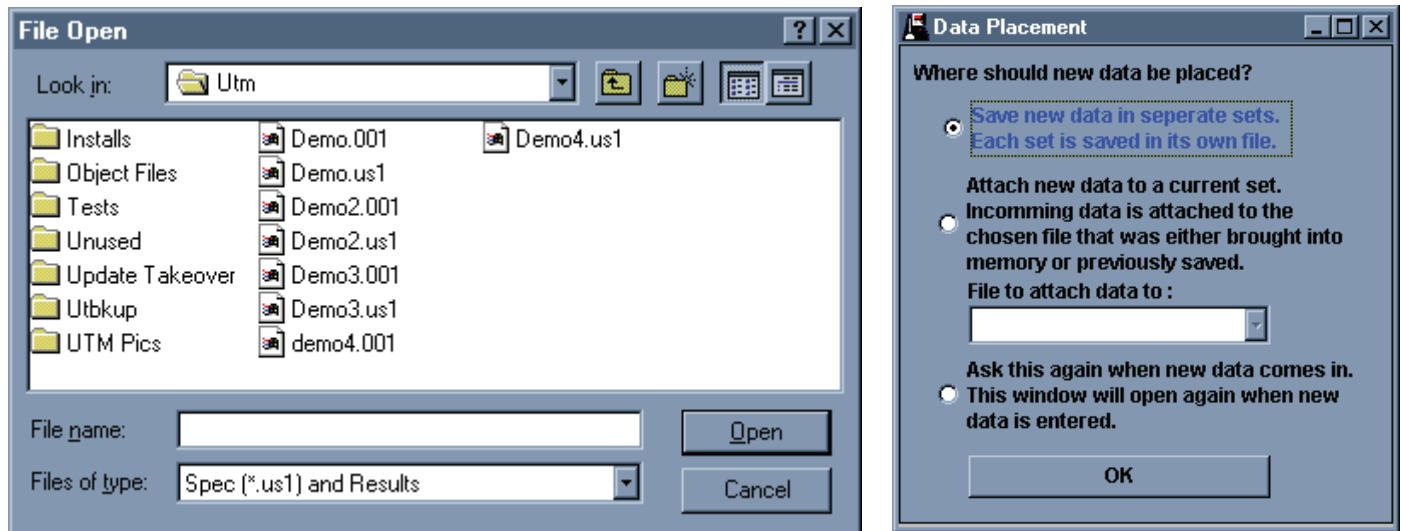 File Open
Look in:
Utm
Installs
Object Files
Tests
Unused
Update Takeover
Utbkup
UTM Pics
Demo.001
Demo.us1
Demo2.001
Demo2.us1
Demo3.001
Demo3.us1
demo4.001
Demo4.us1
File name:
Open
Files of type:
Spec (*.us1) and Results
Cancel
Data Placement
Where should new data be placed?
Save new data in seperate sets.
Each set is saved in its own file.
Attach new data to a current set.
Incomming data is attached to the
chosen file that was either brought into
memory or previously saved.
File to attach data to :
Ask this again when new data comes in.
This window will open again when new
data is entered.
OK